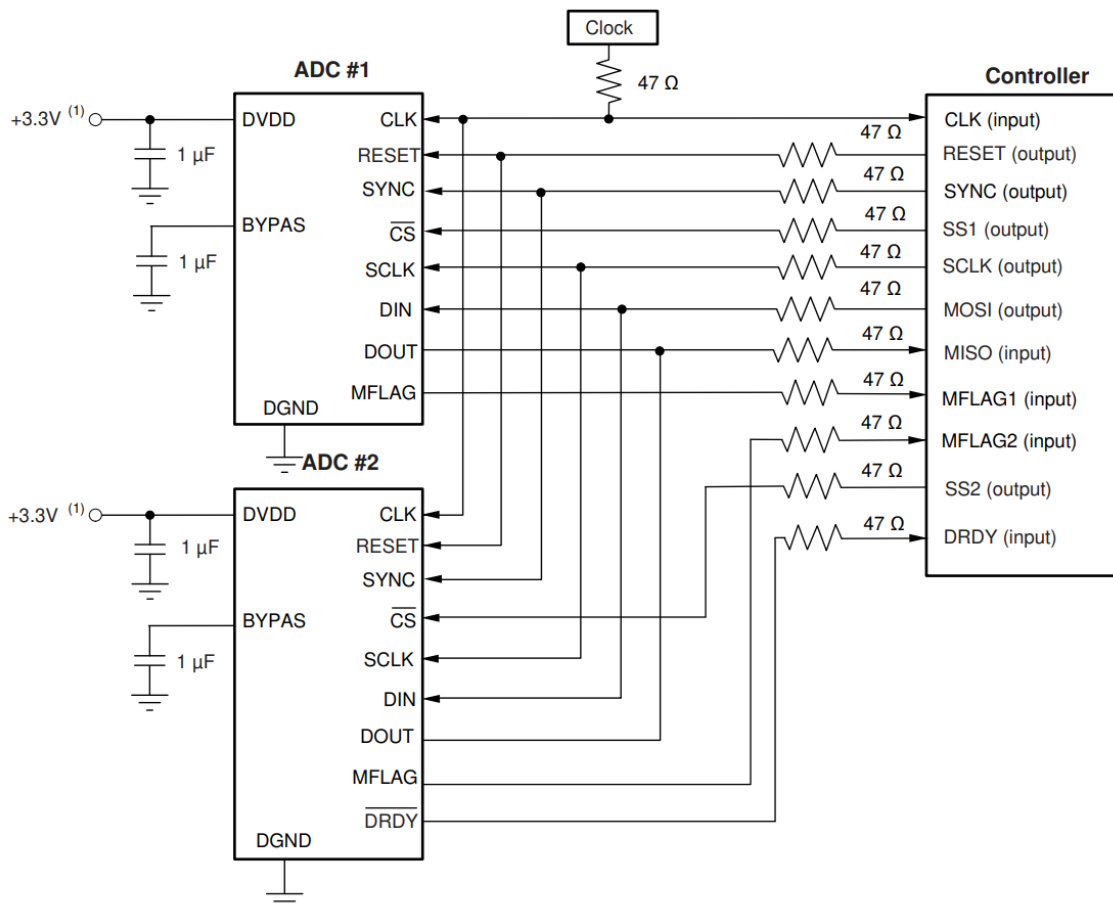 Clock
47 Ω
ADC #1
+3.3V (1)
1 µF
1 µF
DVDD
BYPAS
DGND
CLK
RESET
SYNC
CS
SCLK
DIN
DOUT
MFLAG
47 Ω
47 Ω
47 Ω
47 Ω
47 Ω
47 Ω
47 Ω
47 Ω
47 Ω
47 Ω
Controller
CLK (input)
RESET (output)
SYNC (output)
SS1 (output)
SCLK (output)
MOSI (output)
MISO (input)
MFLAG1 (input)
MFLAG2 (input)
SS2 (output)
DRDY (input)
ADC #2
+3.3V (1)
1 µF
1 µF
DVDD
BYPAS
DGND
CLK
RESET
SYNC
CS
SCLK
DIN
DOUT
MFLAG
DRDY